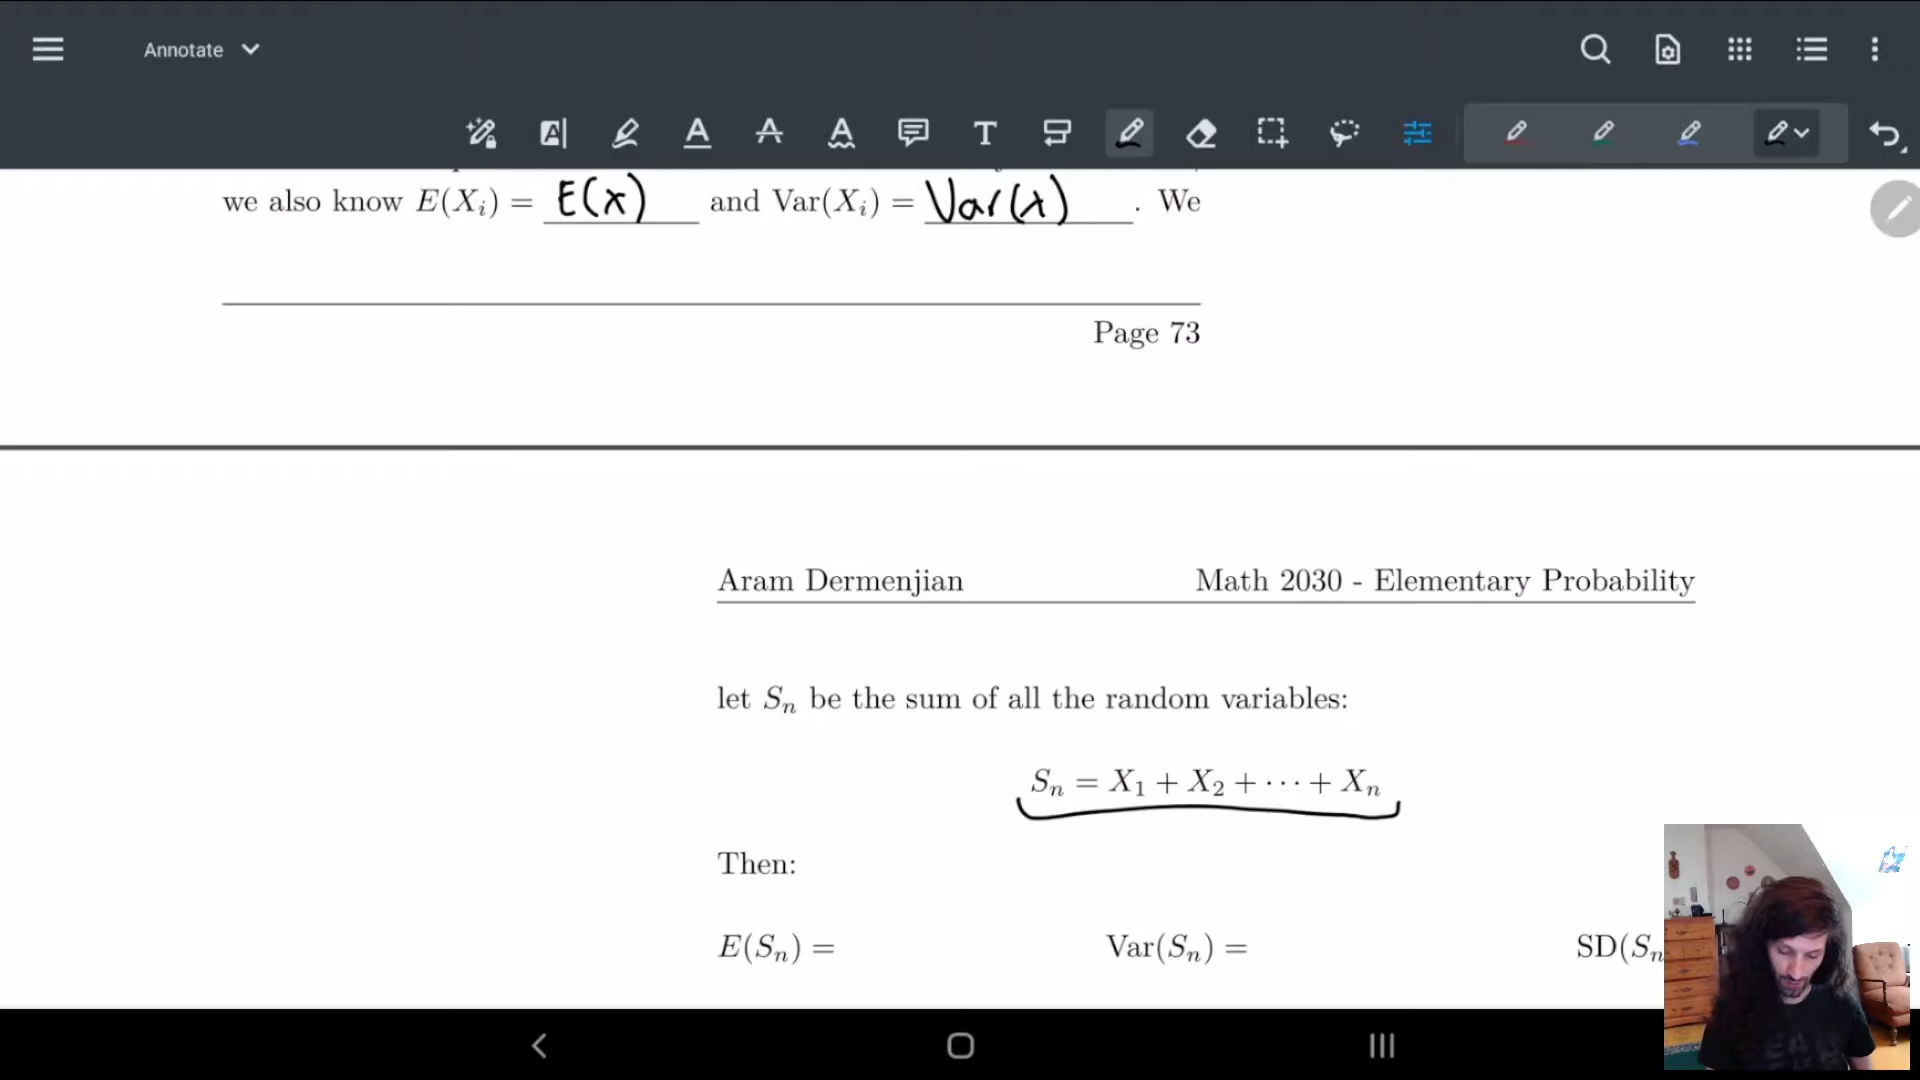 Annotate
we also know E(Xᵢ) = E(x) and Var(Xᵢ) = Var(x). We
Page 73
Aram Dermenjian Math 2030 - Elementary Probability
let Sₙ be the sum of all the random variables:
Sₙ = X₁ + X₂ + ··· + Xₙ
Then:
E(Sₙ) = Var(Sₙ) = SD(Sₙ